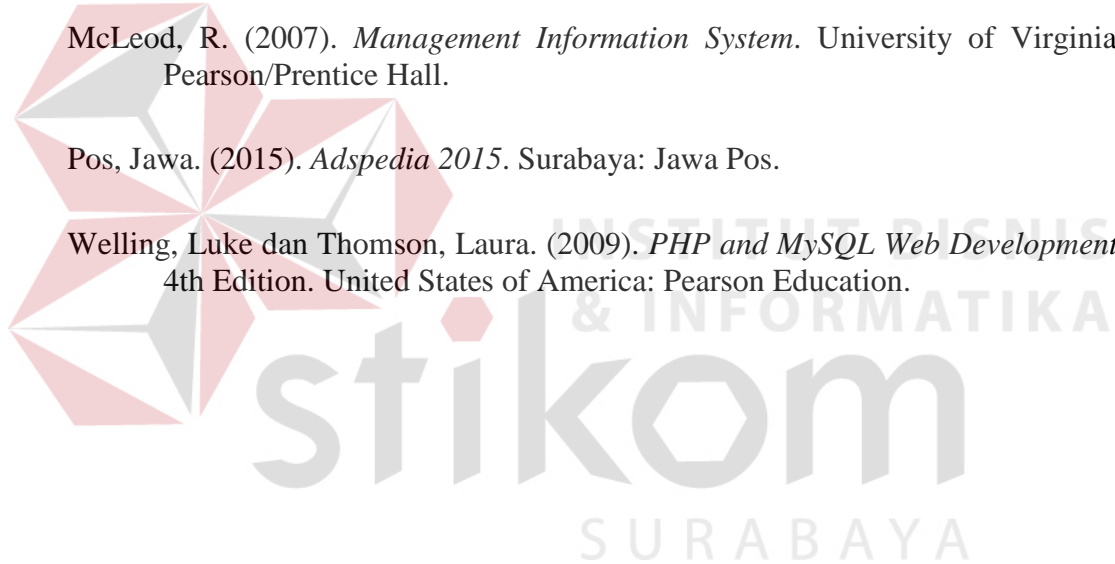 McLeod, R. (2007). Management Information System. University of Virginia
Pearson/Prentice Hall.
Pos, Jawa. (2015). Adspedia 2015. Surabaya: Jawa Pos.
Welling, Luke dan Thomson, Laura. (2009). PHP and MySQL Web Development
4th Edition. United States of America: Pearson Education.
INSTITUT BISNIS
& INFORMATIKA
stikom
SURABAYA